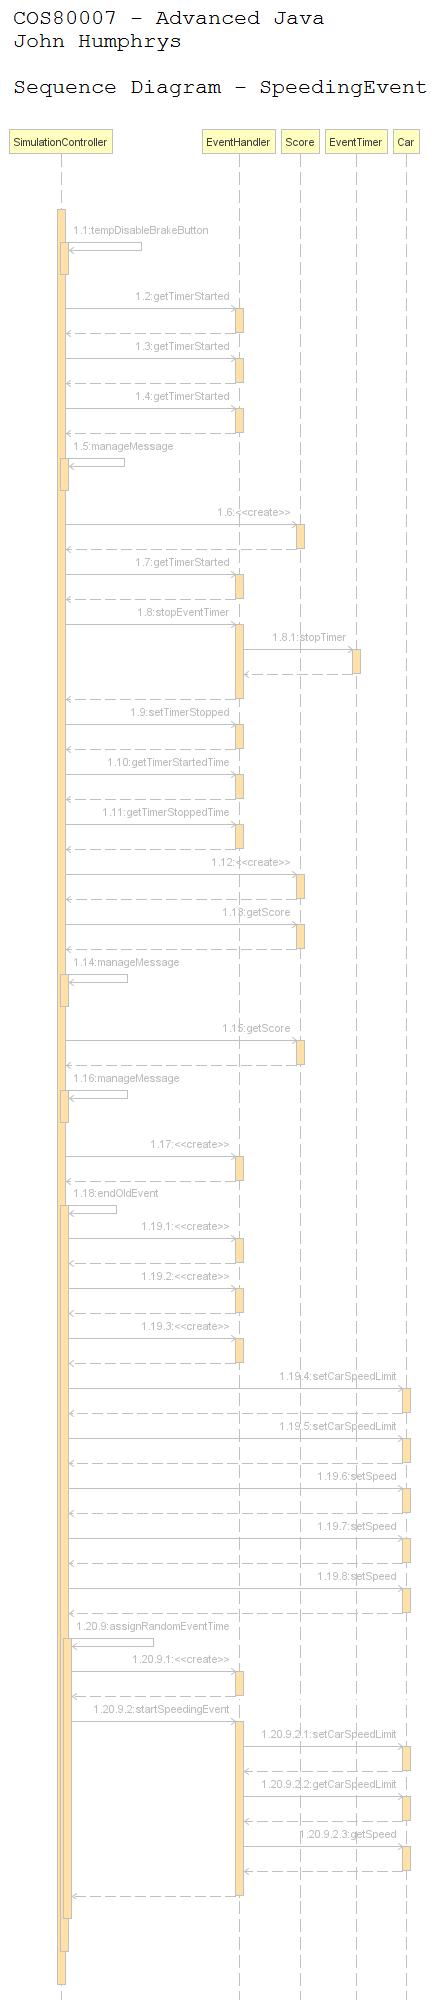 COS80007 - Advanced Java
John Humphrys
Sequence Diagram - SpeedingEvent
SimulationController EventHandler Score EventTimer Car
1.1:tempDisableBrakeButton
1.2:getTimerStarted
1.3:getTimerStarted
1.4:getTimerStarted
1.5:manageMessage
1.6:<<create>>
1.7:getTimerStarted
1.8:stopEventTimer
1.8.1:stopTimer
1.9:setTimerStopped
1.10:getTimerStartedTime
1.11:getTimerStoppedTime
1.12:<<create>>
1.13:getScore
1.14:manageMessage
1.15:getScore
1.16:manageMessage
1.17:<<create>>
1.18:endOldEvent
1.19.1:<<create>>
1.19.2:<<create>>
1.19.3:<<create>>
1.19.4:setCarSpeedLimit
1.19.5:setCarSpeedLimit
1.19.6:setSpeed
1.19.7:setSpeed
1.19.8:setSpeed
1.20.9:assignRandomEventTime
1.20.9.1:<<create>>
1.20.9.2:startSpeedingEvent
1.20.9.2.1:setCarSpeedLimit
1.20.9.2.2:getCarSpeedLimit
1.20.9.2.3:getSpeed